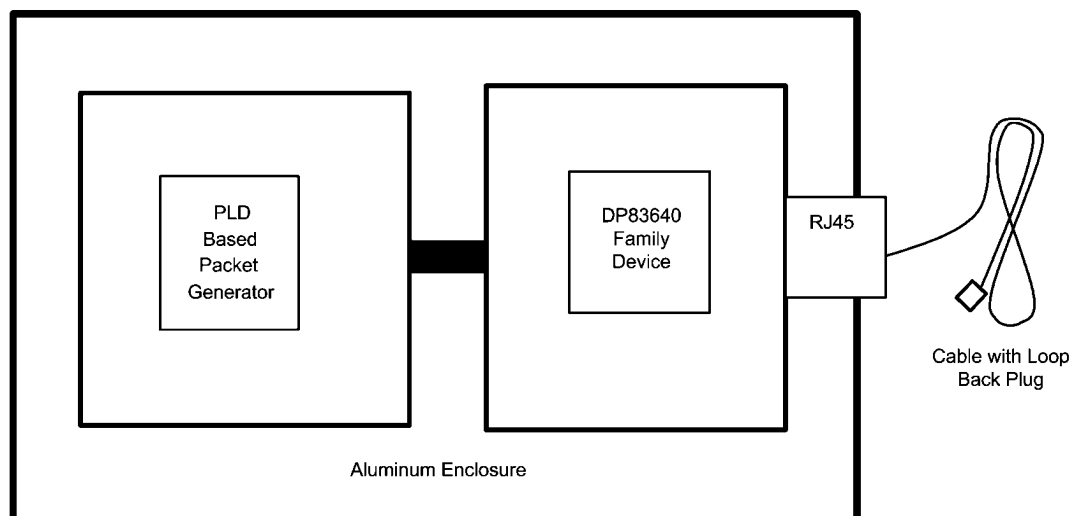 PLD
Based
Packet
Generator
DP83640
Family
Device
RJ45
Cable with Loop
Back Plug
Aluminum Enclosure